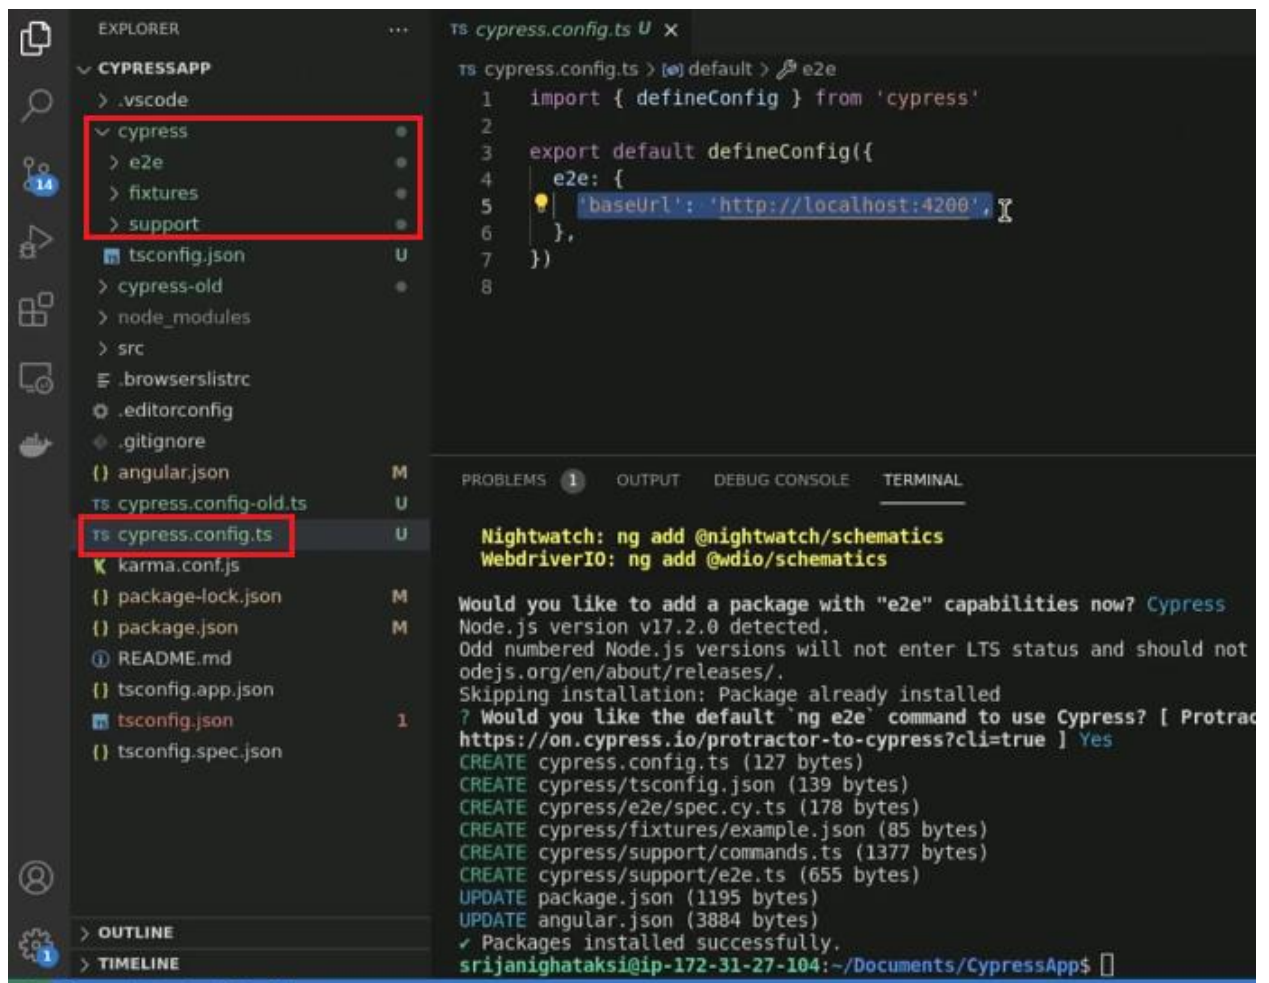 EXPLORER
CYPRESSAPP
.vscode
cypress
e2e
fixtures
support
tsconfig.json U
cypress-old
node_modules
src
.browserslistrc
.editorconfig
.gitignore
{} angular.json M
TS cypress.config-old.ts U
TS cypress.config.ts U
karma.conf.js
{} package-lock.json M
{} package.json M
README.md
{} tsconfig.app.json
tsconfig.json 1
{} tsconfig.spec.json
OUTLINE
TIMELINE
14
1
TS cypress.config.ts U ×
TS cypress.config.ts > default > e2e
1 import { defineConfig } from 'cypress'
2
3 export default defineConfig({
4 e2e: {
5 'baseUrl': 'http://localhost:4200',
6 },
7 })
8
PROBLEMS 1 OUTPUT DEBUG CONSOLE TERMINAL
Nightwatch: ng add @nightwatch/schematics
WebdriverIO: ng add @wdio/schematics
Would you like to add a package with "e2e" capabilities now? Cypress
Node.js version v17.2.0 detected.
Odd numbered Node.js versions will not enter LTS status and should not
odejs.org/en/about/releases/.
Skipping installation: Package already installed
? Would you like the default `ng e2e` command to use Cypress? [ Protrac
https://on.cypress.io/protractor-to-cypress?cli=true ] Yes
CREATE cypress.config.ts (127 bytes)
CREATE cypress/tsconfig.json (139 bytes)
CREATE cypress/e2e/spec.cy.ts (178 bytes)
CREATE cypress/fixtures/example.json (85 bytes)
CREATE cypress/support/commands.ts (1377 bytes)
CREATE cypress/support/e2e.ts (655 bytes)
UPDATE package.json (1195 bytes)
UPDATE angular.json (3884 bytes)
✔ Packages installed successfully.
srijanighataksi@ip-172-31-27-104:~/Documents/CypressApp$